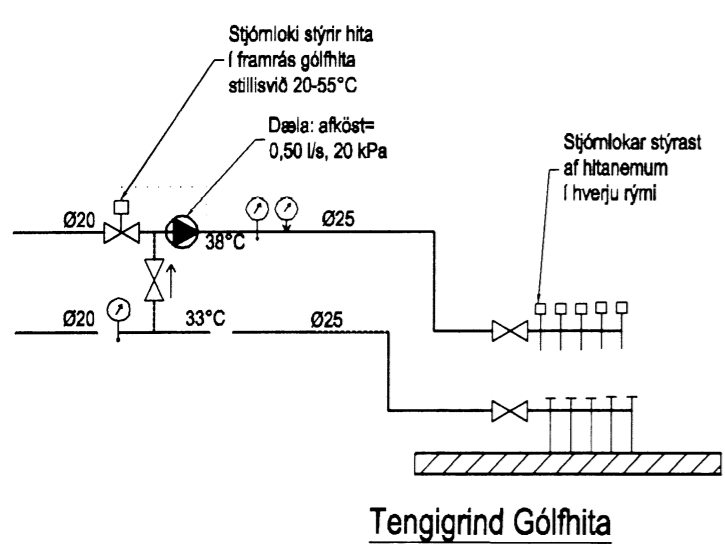 Stjórnloki stýrir hita
í framrás gólfhita
stillisvið 20-55°C
Dæla: afköst=
0,50 l/s, 20 kPa
Stjórnlokar stýrast
af hitanemum
í hverju rými
Ø20
38°C
Ø25
Ø20
33°C
Ø25
Tengigrind Gólfhita